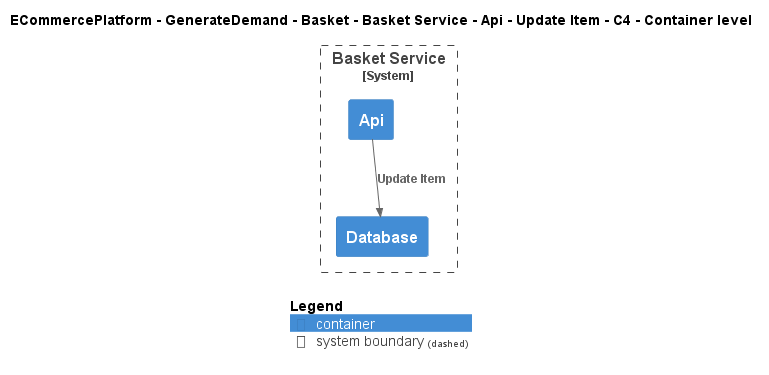 ECommercePlatform - GenerateDemand - Basket - Basket Service - Api - Update Item - C4 - Container level
Basket Service
[System]
Api
Update Item
Database
Legend
container
system boundary (dashed)